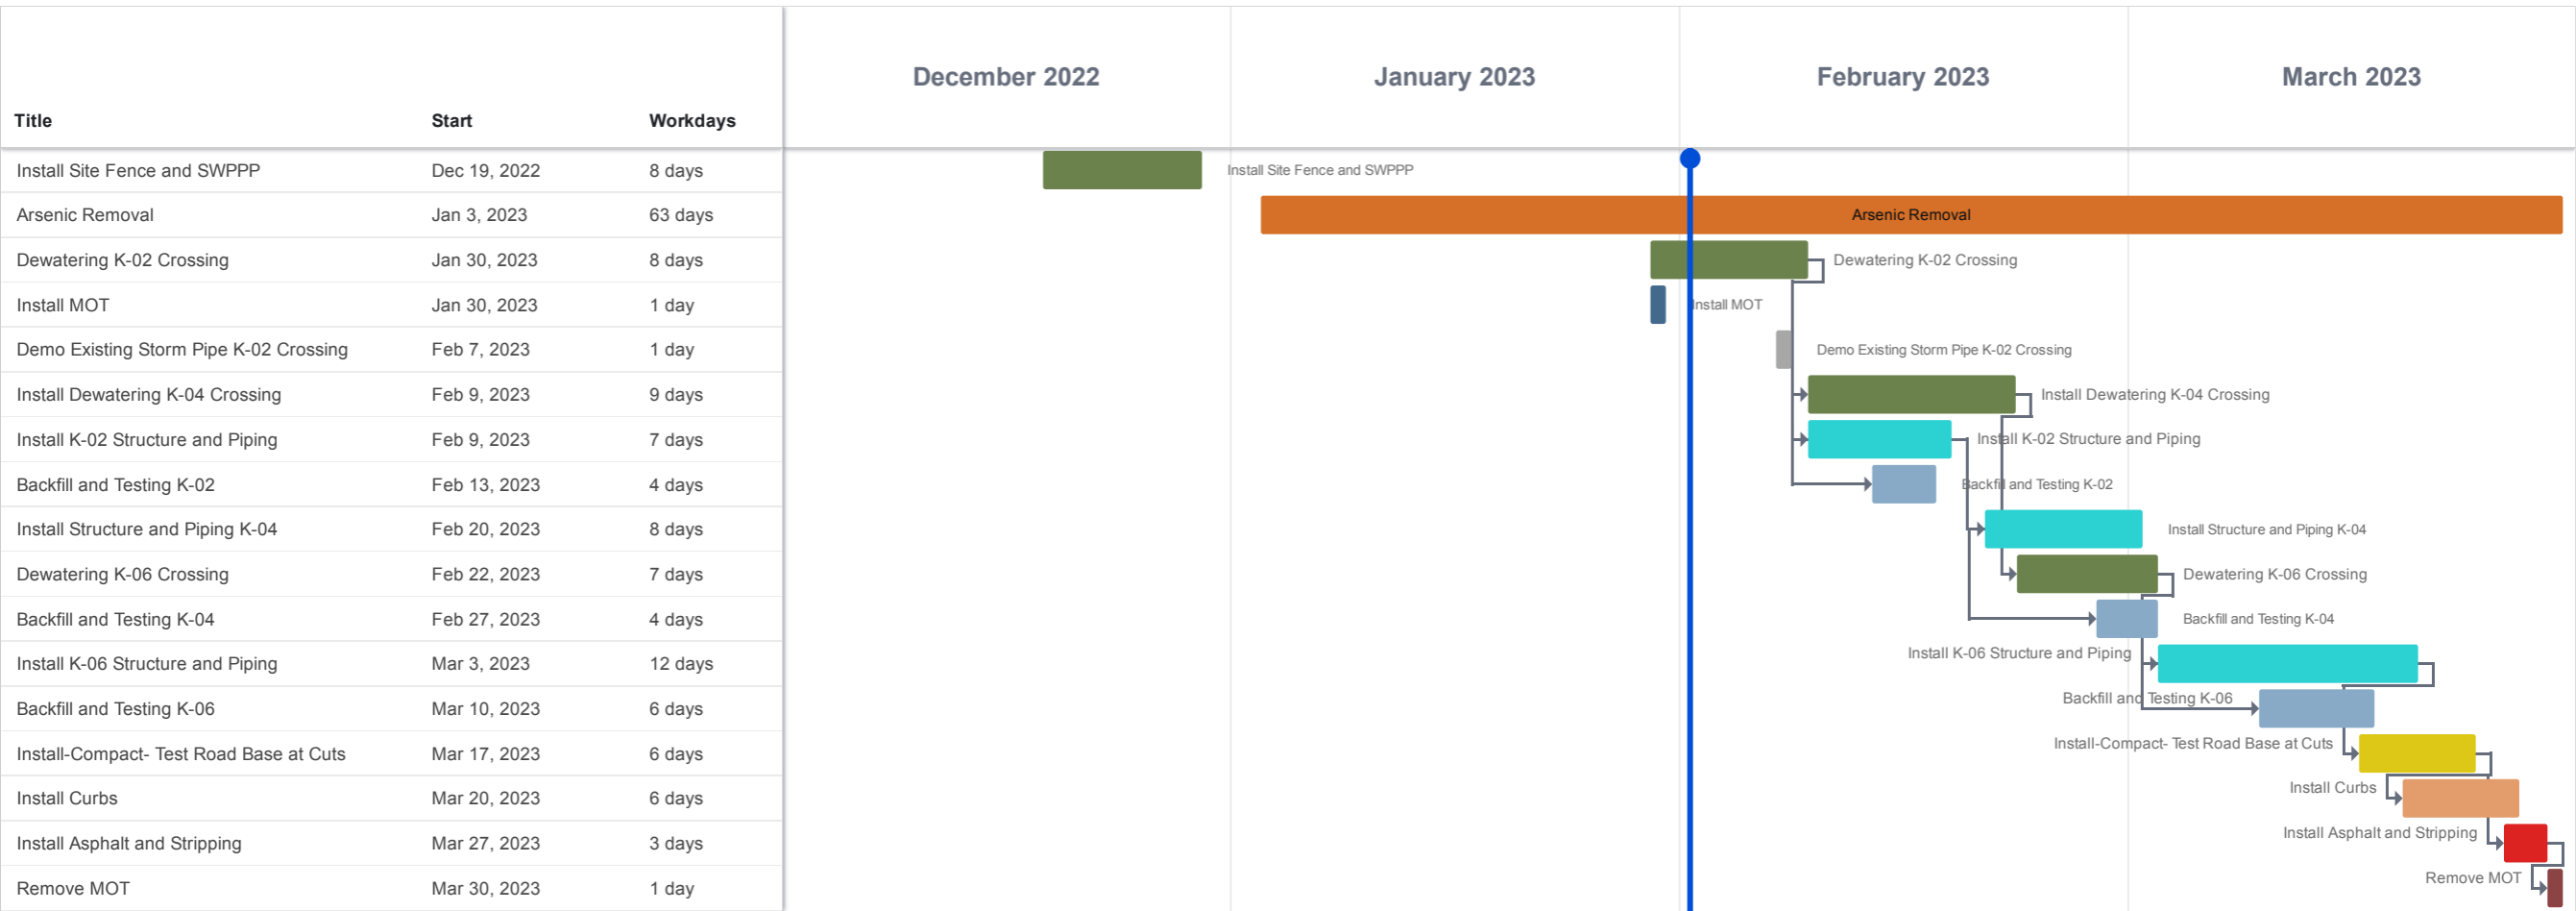 December 2022 January 2023 February 2023 March 2023
Title Start Workdays
Install Site Fence and SWPPP Dec 19, 2022 8 days Install Site Fence and SWPPP
Arsenic Removal Jan 3, 2023 63 days Arsenic Removal
Dewatering K-02 Crossing Jan 30, 2023 8 days Dewatering K-02 Crossing
Install MOT Jan 30, 2023 1 day Install MOT
Demo Existing Storm Pipe K-02 Crossing Feb 7, 2023 1 day Demo Existing Storm Pipe K-02 Crossing
Install Dewatering K-04 Crossing Feb 9, 2023 9 days Install Dewatering K-04 Crossing
Install K-02 Structure and Piping Feb 9, 2023 7 days Install K-02 Structure and Piping
Backfill and Testing K-02 Feb 13, 2023 4 days Backfill and Testing K-02
Install Structure and Piping K-04 Feb 20, 2023 8 days Install Structure and Piping K-04
Dewatering K-06 Crossing Feb 22, 2023 7 days Dewatering K-06 Crossing
Backfill and Testing K-04 Feb 27, 2023 4 days Backfill and Testing K-04
Install K-06 Structure and Piping Mar 3, 2023 12 days Install K-06 Structure and Piping
Backfill and Testing K-06 Mar 10, 2023 6 days Backfill and Testing K-06
Install-Compact- Test Road Base at Cuts Mar 17, 2023 6 days Install-Compact- Test Road Base at Cuts
Install Curbs Mar 20, 2023 6 days Install Curbs
Install Asphalt and Stripping Mar 27, 2023 3 days Install Asphalt and Stripping
Remove MOT Mar 30, 2023 1 day Remove MOT